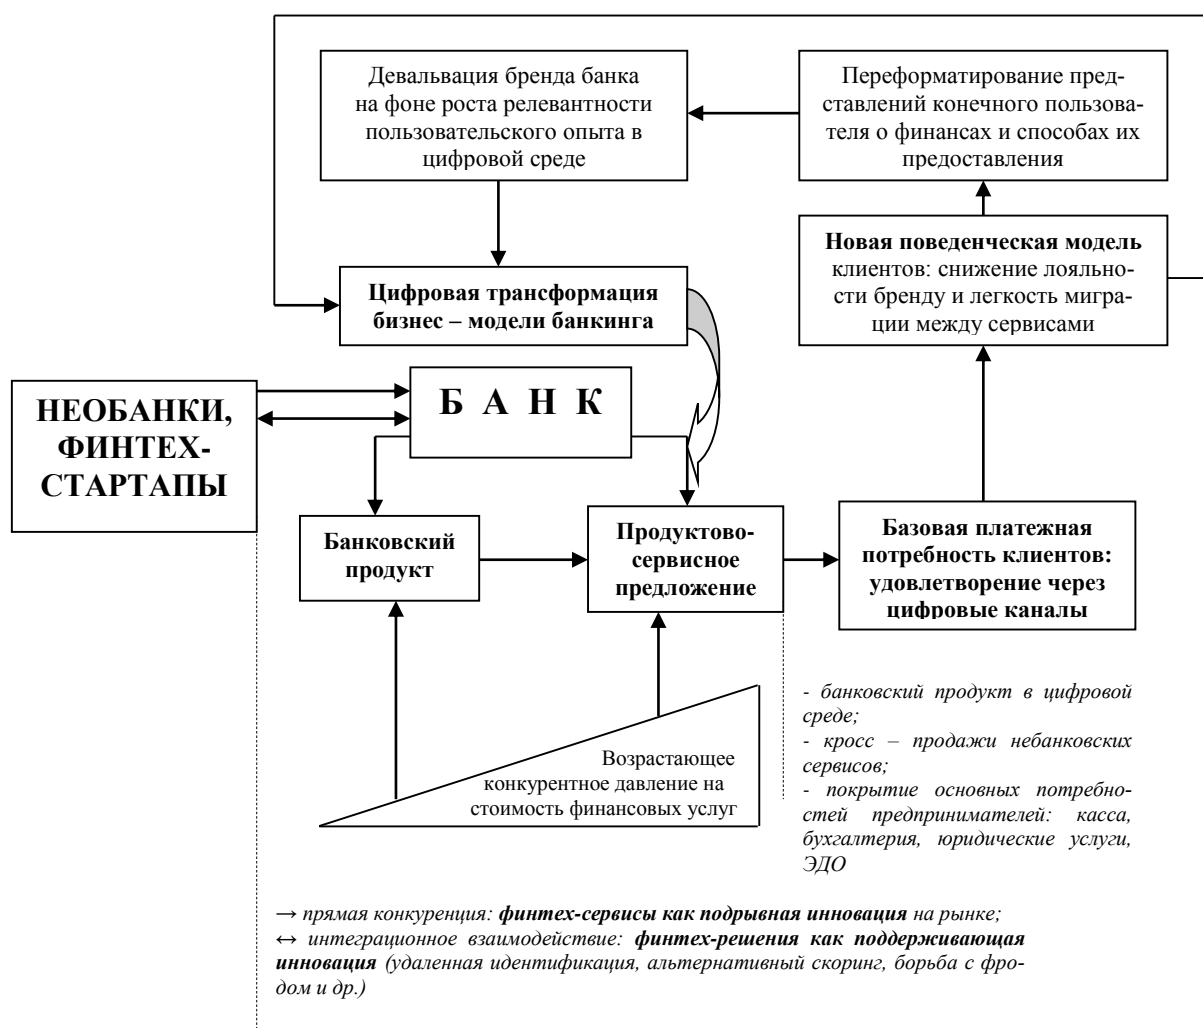 Девальвация бренда банка
на фоне роста релевантности
пользовательского опыта в
цифровой среде
Переформатирование пред-
ставлений конечного пользова-
теля о финансах и способах их
предоставления
Новая поведенческая модель
клиентов: снижение лояльно-
сти бренду и легкость мигра-
ции между сервисами
Цифровая трансформация
бизнес – модели банкинга
НЕОБАНКИ,
ФИНТЕХ-
СТАРТАПЫ
Б А Н К
Банковский
продукт
Продуктово-
сервисное
предложение
Базовая платежная
потребность клиентов:
удовлетворение через
цифровые каналы
Возрастающее
конкурентное давление на
стоимость финансовых услуг
- банковский продукт в цифровой
среде;
- кросс – продажи небанковских
сервисов;
- покрытие основных потребно-
стей предпринимателей: касса,
бухгалтерия, юридические услуги,
ЭДО
→ прямая конкуренция: финтех-сервисы как подрывная инновация на рынке;
↔ интеграционное взаимодействие: финтех-решения как поддерживающая
инновация (удаленная идентификация, альтернативный скоринг, борьба с фро-
дом и др.)